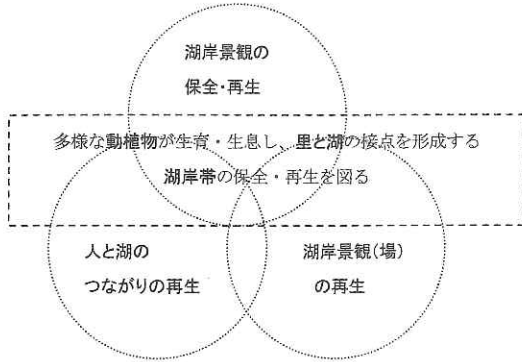 湖岸景観の
保全・再生
多様な動植物が生育・生息し、里と湖の接点を形成する
湖岸帯の保全・再生を図る
人と湖の
つながりの再生
湖岸景観(場)
の再生